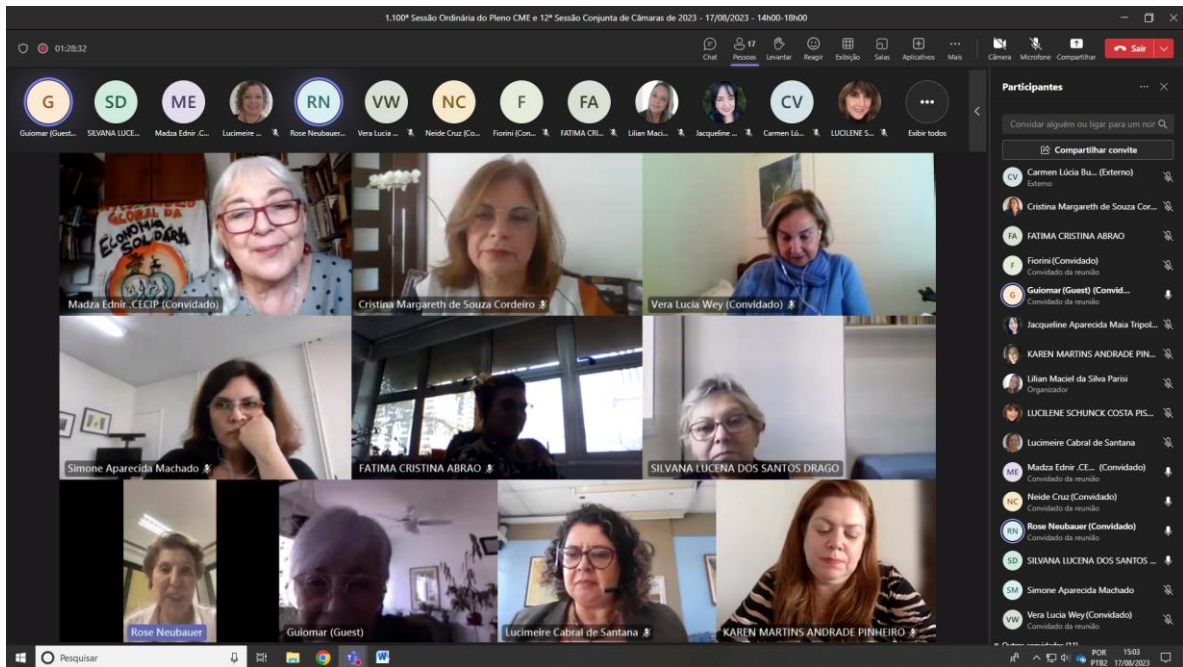 1.100ª Sessão Ordinária do Pleno CME e 12ª Sessão Conjunta de Câmaras de 2023 - 17/08/2023 - 14h00-18h00
01:28:32
Chat
17
Pessoas
Levantar
Reagir
Exibição
Salas
Aplicativos
Mais
Câmera
Microfone
Compartilhar
Sair
G
SD
ME
RN
VW
NC
F
FA
CV
Guiomar (Guest...
SILVANA LUCE...
Madza Ednir .C...
Lucimeire ...
Rose Neubauer...
Vera Lucia ...
Neide Cruz (Co...
Fiorini (Con...
FATIMA CRI...
Lilian Maci...
Jacqueline ...
Carmen Lú...
LUCILENE S...
Exibir todos
GLOBAL DA
ECONOMIA
SOLIDÁRIA
Madza Ednir .CECIP (Convidado)
Cristina Margareth de Souza Cordeiro
Vera Lucia Wey (Convidado)
Simone Aparecida Machado
FATIMA CRISTINA ABRAO
SILVANA LUCENA DOS SANTOS DRAGO
Rose Neubauer
Guiomar (Guest)
Lucimeire Cabral de Santana
KAREN MARTINS ANDRADE PINHEIRO
Participantes
Convidar alguém ou ligar para um núr
Compartilhar convite
CV
Carmen Lúcia Bu... (Externo)
Externo
Cristina Margareth de Souza Cor...
FA
FATIMA CRISTINA ABRAO
F
Fiorini (Convidado)
Convidado da reunião
G
Guiomar (Guest) (Convid...
Convidado da reunião
Jacqueline Aparecida Maia Tripol...
KAREN MARTINS ANDRADE PIN...
Lilian Maciel da Silva Parisi
Organizador
LUCILENE SCHUNCK COSTA PIS...
Lucimeire Cabral de Santana
ME
Madza Ednir .CE... (Convidado)
Convidado da reunião
NC
Neide Cruz (Convidado)
Convidado da reunião
RN
Rose Neubauer (Convidado)
Convidado da reunião
SD
SILVANA LUCENA DOS SANTOS ...
SM
Simone Aparecida Machado
VW
Vera Lucia Wey (Convidado)
Convidado da reunião
Pesquisar
POR
PTB2
15:03
17/08/2023